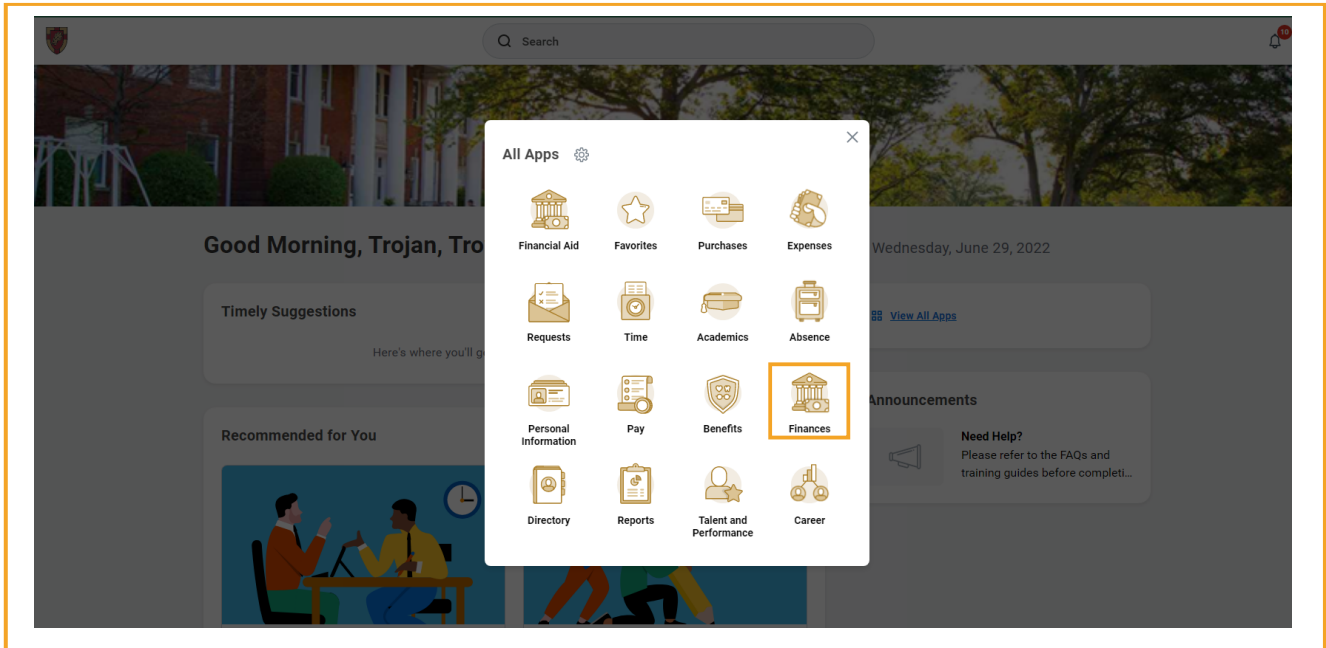 Search
10
All Apps
Financial Aid
Favorites
Purchases
Expenses
Requests
Time
Academics
Absence
Personal
Information
Pay
Benefits
Finances
Directory
Reports
Talent and
Performance
Career
Good Morning, Trojan, Tro
Wednesday, June 29, 2022
Timely Suggestions
Here's where you'll g
View All Apps
Recommended for You
Announcements
Need Help?
Please refer to the FAQs and
training guides before completi...